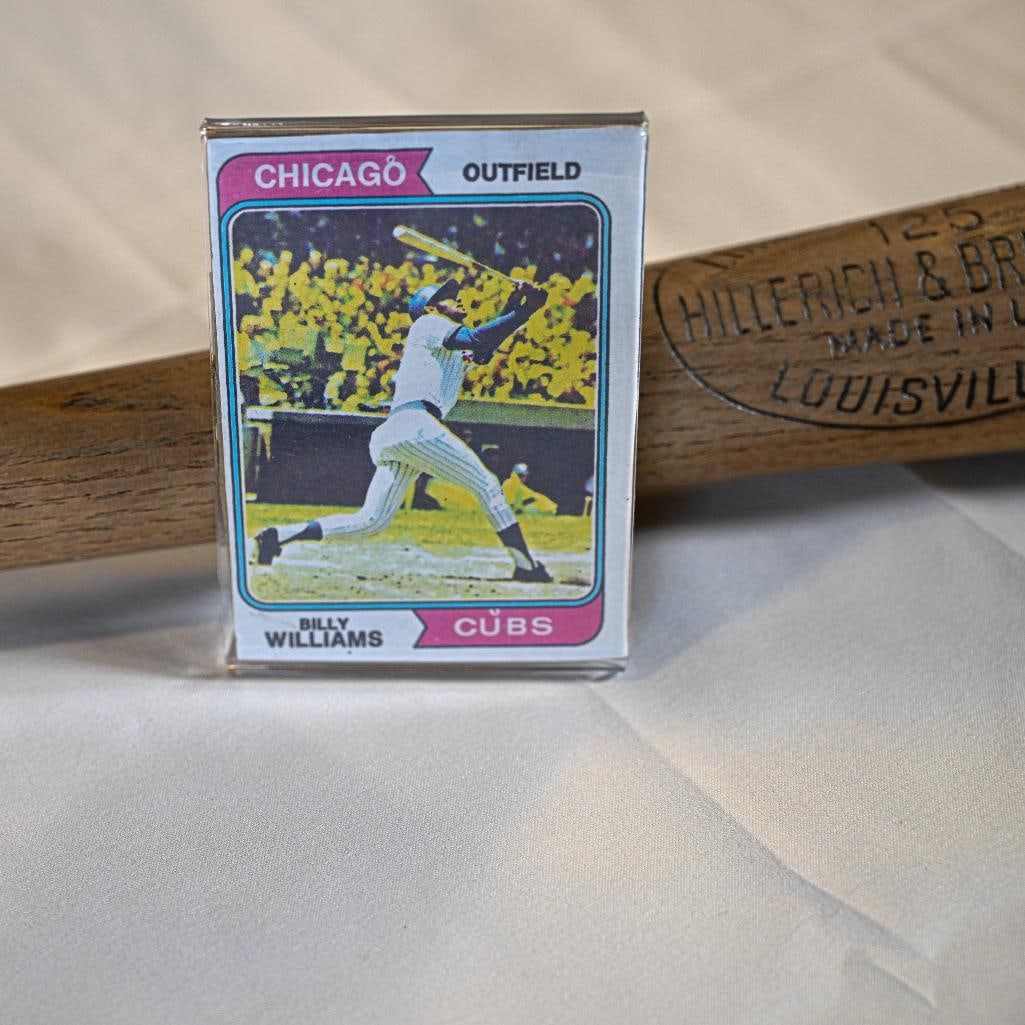 CHICAGO
OUTFIELD
125
HILLERICH & BR
MADE IN L
LOUISVILL
BILLY
WILLIAMS
CUBS